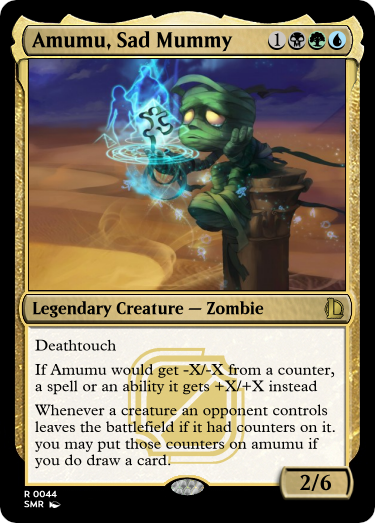 Amumu, Sad Mummy 1
Legendary Creature — Zombie
Deathtouch
If Amumu would get -X/-X from a counter,
a spell or an ability it gets +X/+X instead
Whenever a creature an opponent controls
leaves the battlefield if it had counters on it.
you may put those counters on amumu if
you do draw a card.
2/6
R 0044
SMR